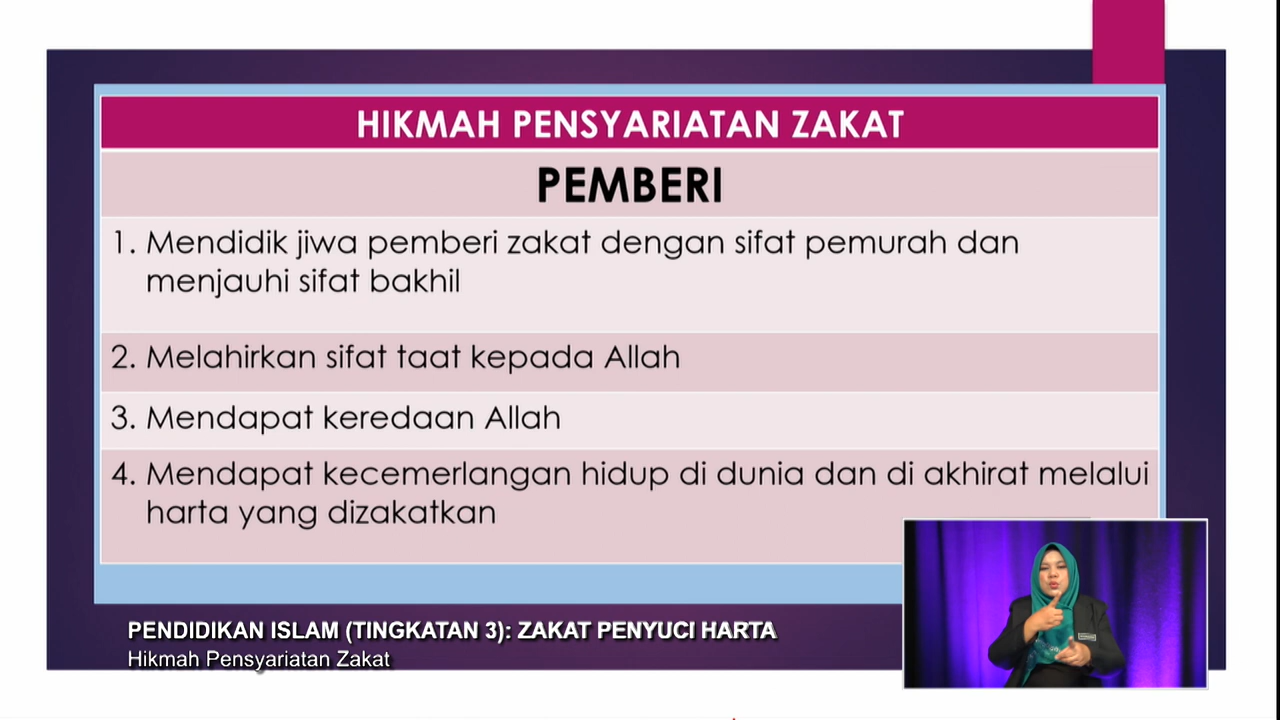 HIKMAH PENSYARIATAN ZAKAT
PEMBERI
1. Mendidik jiwa pemberi zakat dengan sifat pemurah dan
menjauhi sifat bakhil
2. Melahirkan sifat taat kepada Allah
3. Mendapat keredaan Allah
4. Mendapat kecemerlangan hidup di dunia dan di akhirat melalui
harta yang dizakatkan
PENDIDIKAN ISLAM (TINGKATAN 3): ZAKAT PENYUCI HARTA
Hikmah Pensyariatan Zakat